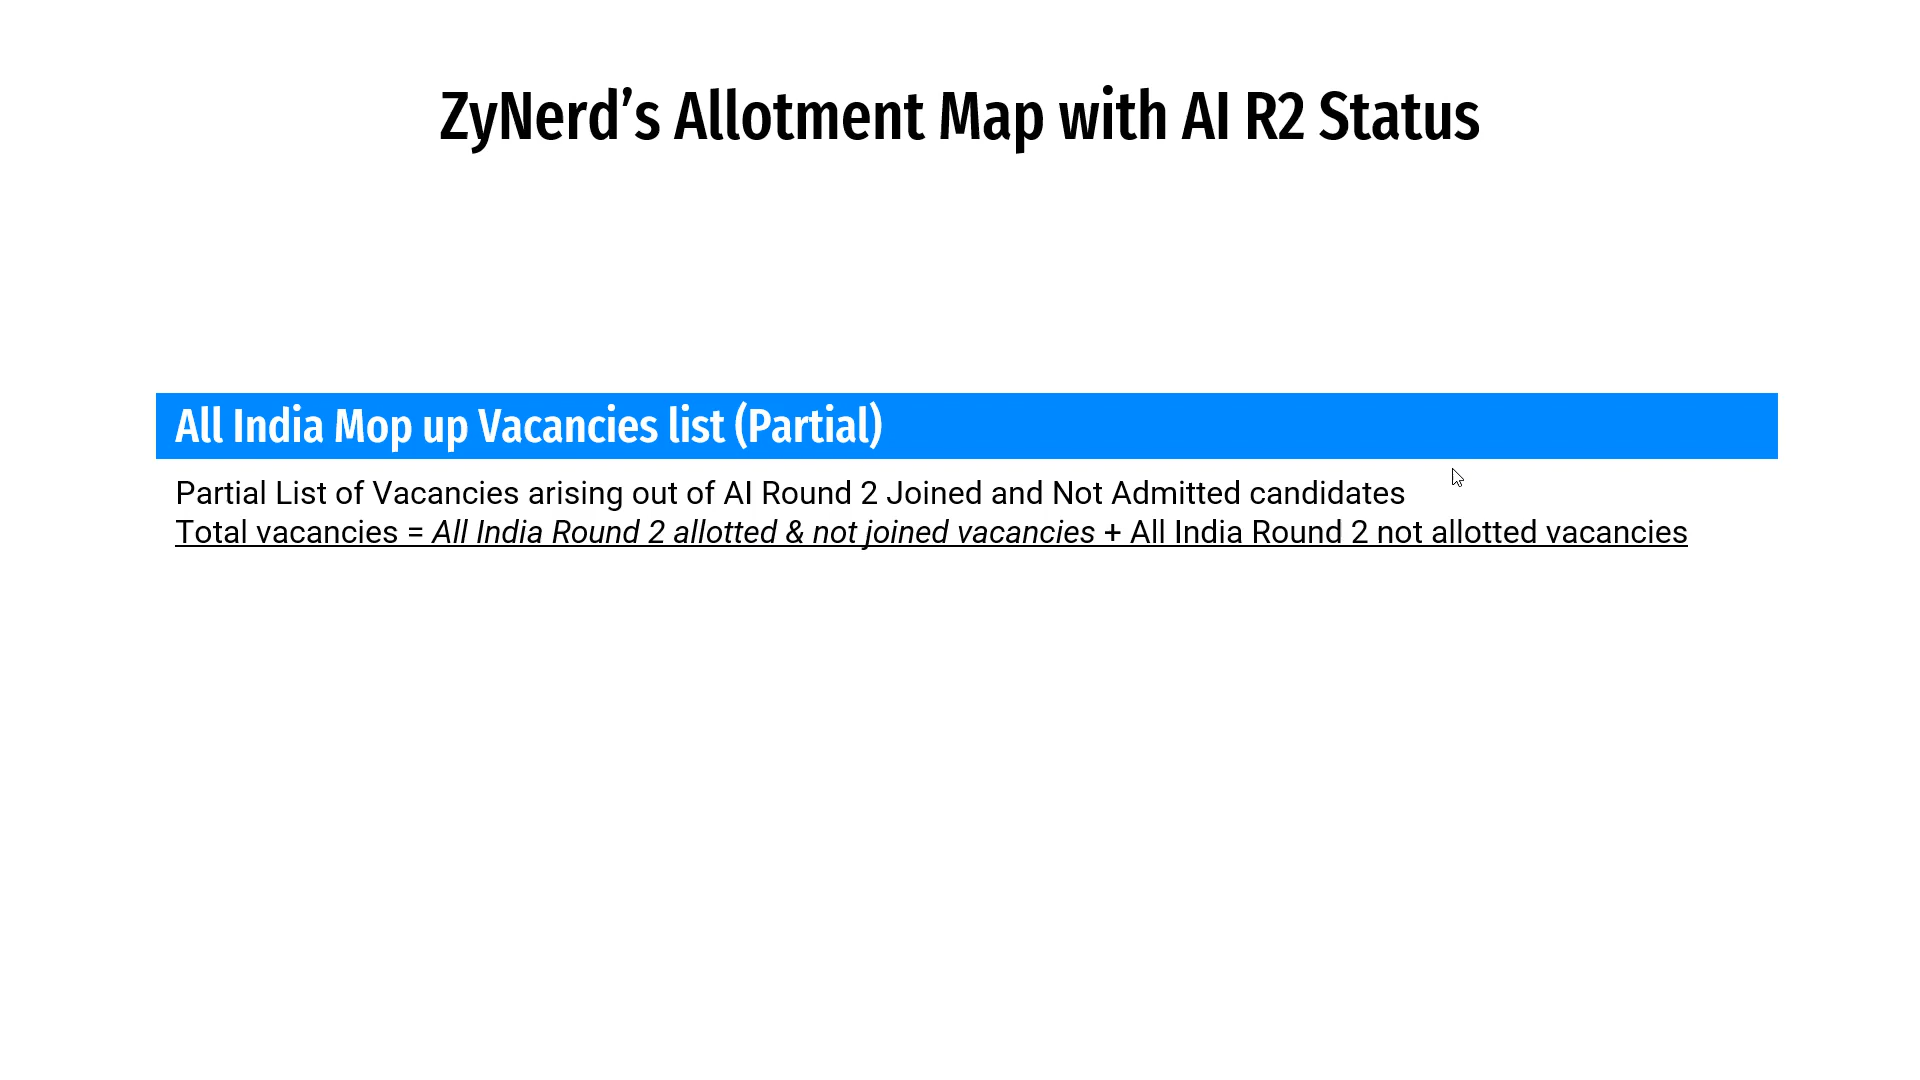 ZyNerd’s Allotment Map with AI R2 Status
All India Mop up Vacancies list (Partial)
Partial List of Vacancies arising out of AI Round 2 Joined and Not Admitted candidates
Total vacancies = All India Round 2 allotted & not joined vacancies + All India Round 2 not allotted vacancies